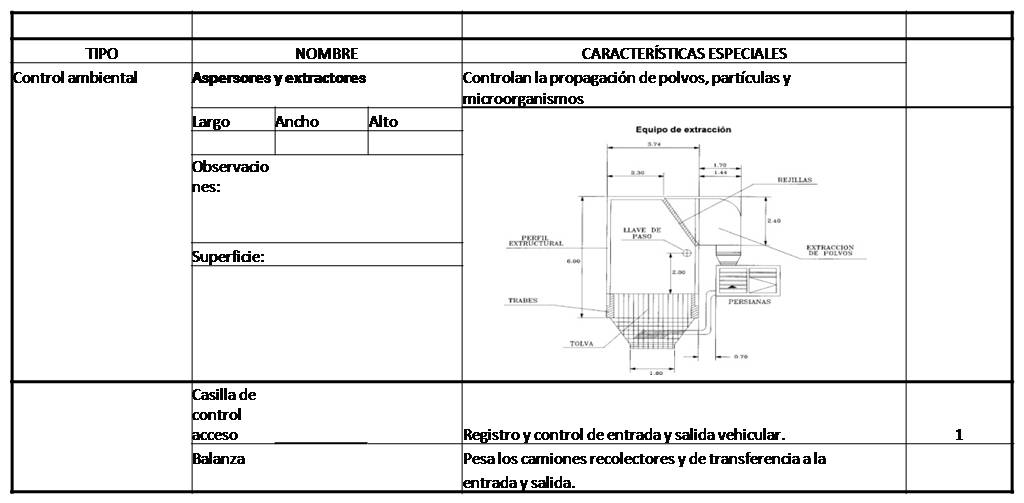 TIPO NOMBRE CARACTERÍSTICAS ESPECIALES
Control ambiental Aspersores y extractores Controlan la propagación de polvos, partículas y
microorganismos
Largo Ancho Alto
Observacio
nes:
Superficie:
Equipo de extracción
3.74
1.70
2.30 1.44
REJILLAS
2.40
LLAVE DE
PASO
PERFIL
ESTRUCTURAL
EXTRACCION
DE POLVOS
6.00
2.00
TRABES
PERSIANAS
TOLVA
0.70
1.80
Casilla de
control
acceso Registro y control de entrada y salida vehicular. 1
Balanza Pesa los camiones recolectores y de transferencia a la
entrada y salida.